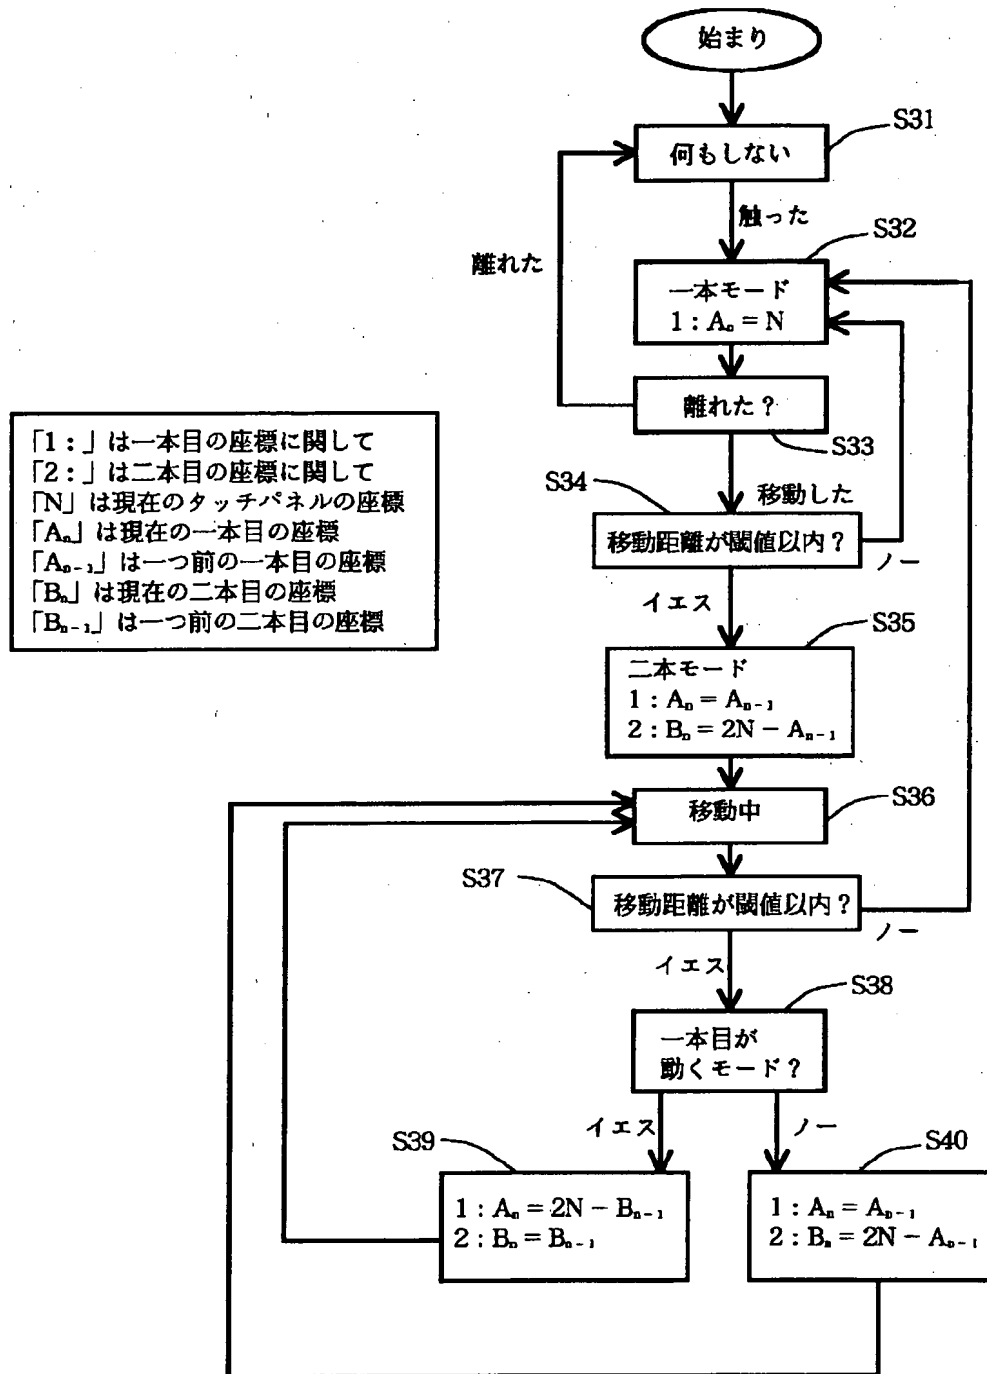 始まり
S31
何もしない
触った
S32
離れた
一本モード
1：Aₙ＝N
離れた？
S33
「1：」は一本目の座標に関して
「2：」は二本目の座標に関して
「N」は現在のタッチパネルの座標
「Aₙ」は現在の一本目の座標
「Aₙ₋₁」は一つ前の一本目の座標
「Bₙ」は現在の二本目の座標
「Bₙ₋₁」は一つ前の二本目の座標
S34
移動した
移動距離が閾値以内？
ノー
イエス
S35
二本モード
1：Aₙ＝Aₙ₋₁
2：Bₙ＝2N－Aₙ₋₁
S36
移動中
S37
移動距離が閾値以内？
ノー
イエス
S38
一本目が
動くモード？
イエス
ノー
S39
S40
1：Aₙ＝2N－Bₙ₋₁
2：Bₙ＝Bₙ₋₁
1：Aₙ＝Aₙ₋₁
2：Bₙ＝2N－Aₙ₋₁